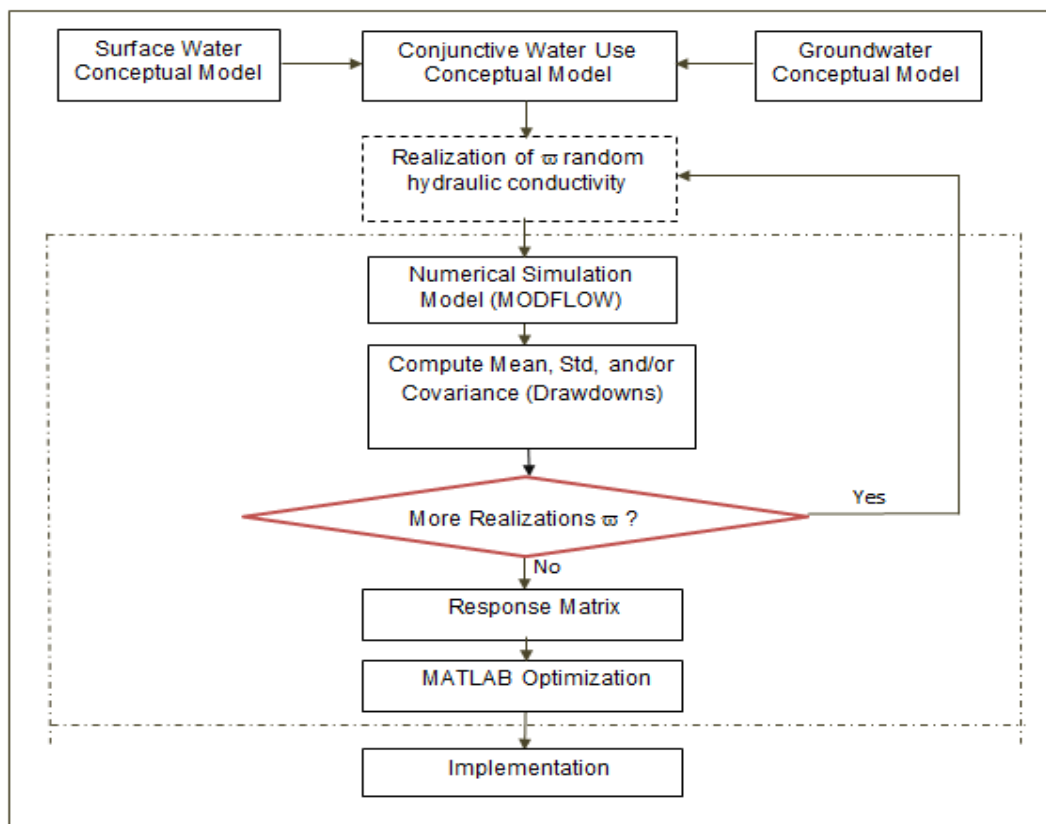 Surface Water
Conceptual Model
Conjunctive Water Use
Conceptual Model
Groundwater
Conceptual Model
Realization of ϖ random
hydraulic conductivity
Numerical Simulation
Model (MODFLOW)
Compute Mean, Std, and/or
Covariance (Drawdowns)
More Realizations ϖ ?
Yes
No
Response Matrix
MATLAB Optimization
Implementation